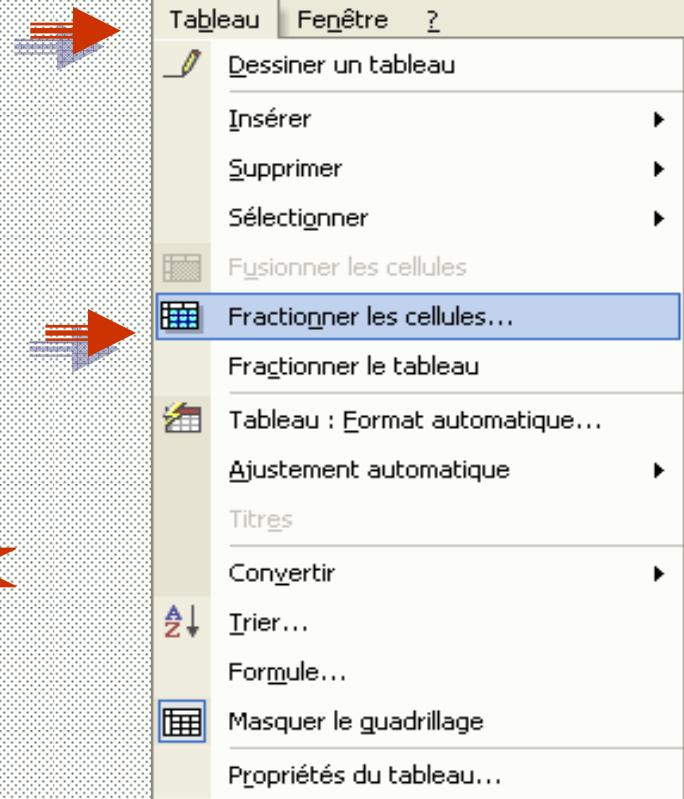 Tableau Fenêtre ?
Dessiner un tableau
Insérer
Supprimer
Sélectionner
Fusionner les cellules
Fractionner les cellules...
Fractionner le tableau
Tableau : Format automatique...
Ajustement automatique
Titres
Convertir
A
Z
Trier...
Formule...
Masquer le quadrillage
Propriétés du tableau...